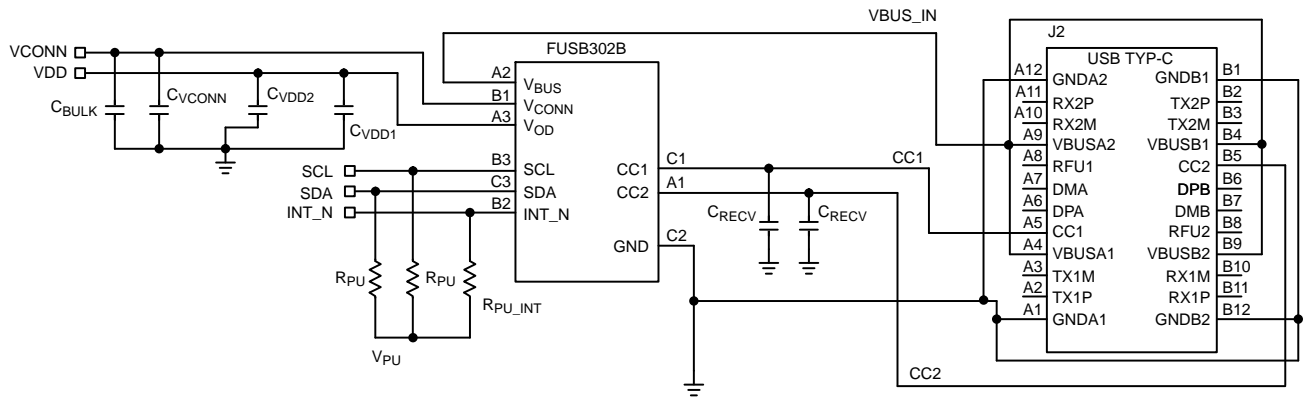 VBUS_IN
J2
FUSB302B
USB TYP-C
VCONN
VDD
CBULK
CVCONN
CVDD2
CVDD1
A2
VBUS
B1
VCONN
A3
VOD
SCL
B3
SCL
SDA
C3
SDA
INT_N
B2
INT_N
CC1
C1
CC1
CC2
A1
GND
C2
CRECV
CRECV
RPU
RPU
RPU_INT
VPU
CC2
A12 GNDA2
A11 RX2P
A10 RX2M
A9 VBUSA2
A8 RFU1
A7 DMA
A6 DPA
A5 CC1
A4 VBUSA1
A3 TX1M
A2 TX1P
A1 GNDA1
GNDB1 B1
TX2P B2
TX2M B3
VBUSB1 B4
CC2 B5
DPB B6
DMB B7
RFU2 B8
VBUSB2 B9
RX1M B10
RX1P B11
GNDB2 B12